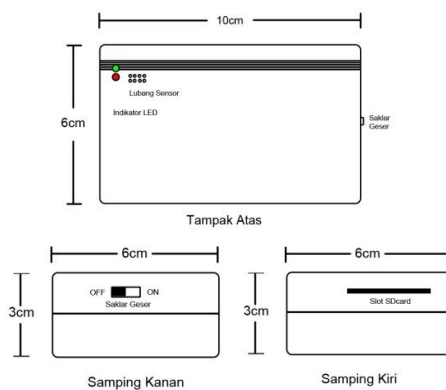 10cm
6cm
Lubang Sensor
Indikator LED
Saklar
Geser
Tampak Atas
6cm
6cm
3cm
OFF
ON
Saklar Geser
3cm
Slot SDcard
Samping Kanan
Samping Kiri